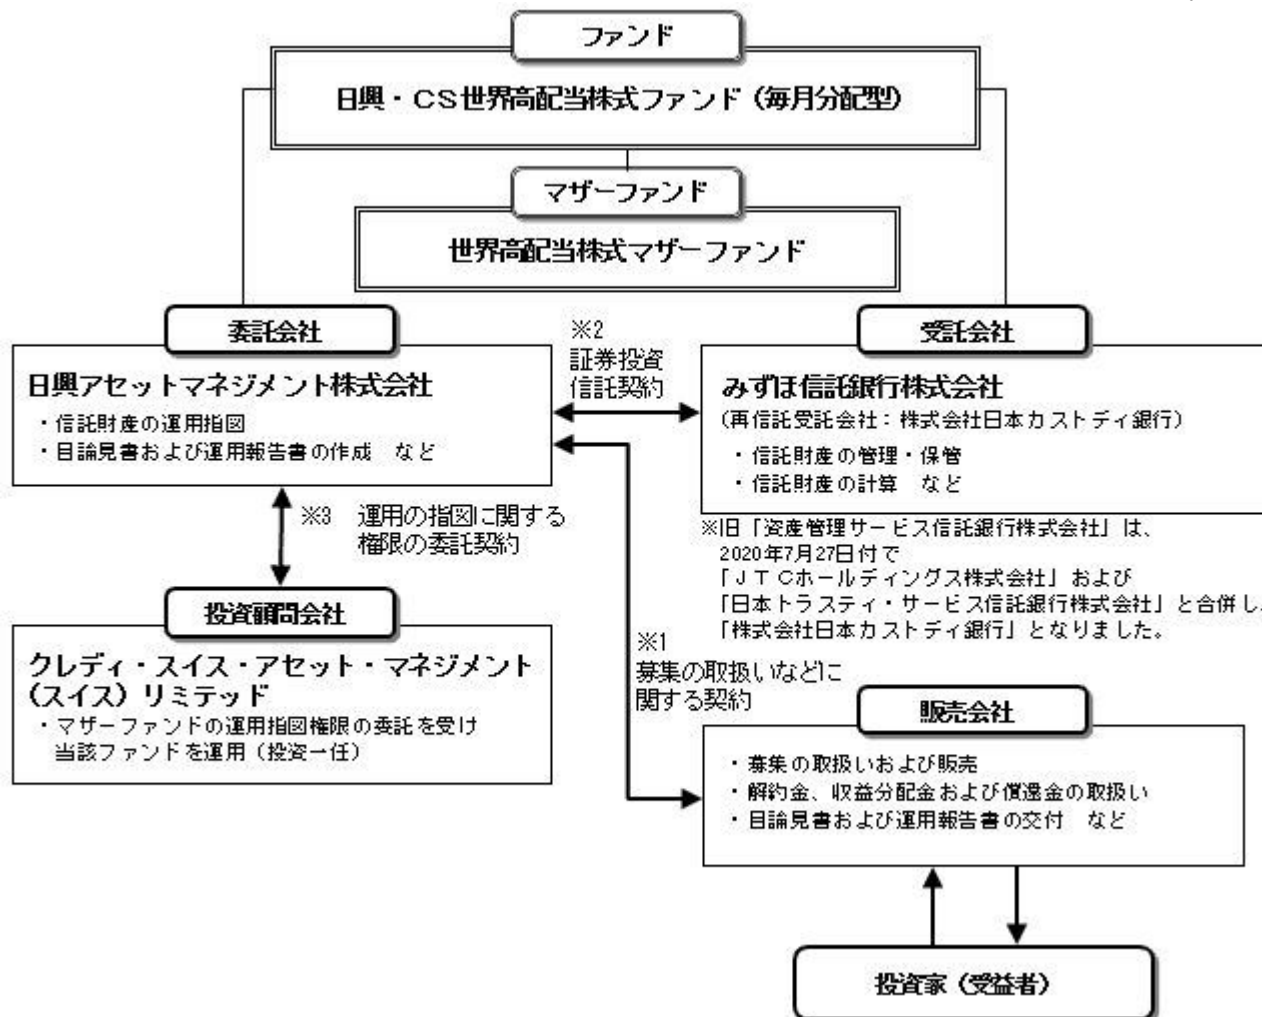 ファンド
日興・CS世界高配当株式ファンド（毎月分配型）
マザーファンド
世界高配当株式マザーファンド
委託会社
日興アセットマネジメント株式会社
・信託財産の運用指図
・目論見書および運用報告書の作成　など
※2
証券投資
信託契約
受託会社
みずほ信託銀行株式会社
（再信託受託会社：株式会社日本カストディ銀行）
・信託財産の管理・保管
・信託財産の計算　など
※旧「資産管理サービス信託銀行株式会社」は、
2020年7月27日付で
「ＪＴＣホールディングス株式会社」および
「日本トラスティ・サービス信託銀行株式会社」と合併し、
「株式会社日本カストディ銀行」となりました。
※3　運用の指図に関する
権限の委託契約
投資顧問会社
クレディ・スイス・アセット・マネジメント
（スイス）リミテッド
・マザーファンドの運用指図権限の委託を受け
当該ファンドを運用（投資一任）
※1
募集の取扱いなどに
関する契約
販売会社
・募集の取扱いおよび販売
・解約金、収益分配金および償還金の取扱い
・目論見書および運用報告書の交付　など
投資家（受益者）